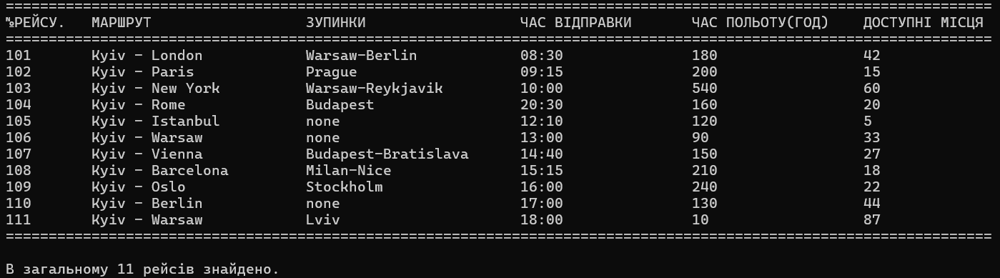 ===================================================================================================================
№РЕЙСУ. МАРШРУТ ЗУПИНКИ ЧАС ВІДПРАВКИ ЧАС ПОЛЬОТУ(ГОД) ДОСТУПНІ МІСЦЯ
===================================================================================================================
101 Kyiv - London Warsaw-Berlin 08:30 180 42
102 Kyiv - Paris Prague 09:15 200 15
103 Kyiv - New York Warsaw-Reykjavik 10:00 540 60
104 Kyiv - Rome Budapest 20:30 160 20
105 Kyiv - Istanbul none 12:10 120 5
106 Kyiv - Warsaw none 13:00 90 33
107 Kyiv - Vienna Budapest-Bratislava 14:40 150 27
108 Kyiv - Barcelona Milan-Nice 15:15 210 18
109 Kyiv - Oslo Stockholm 16:00 240 22
110 Kyiv - Berlin none 17:00 130 44
111 Kyiv - Warsaw Lviv 18:00 10 87
===================================================================================================================
В загальному 11 рейсів знайдено.